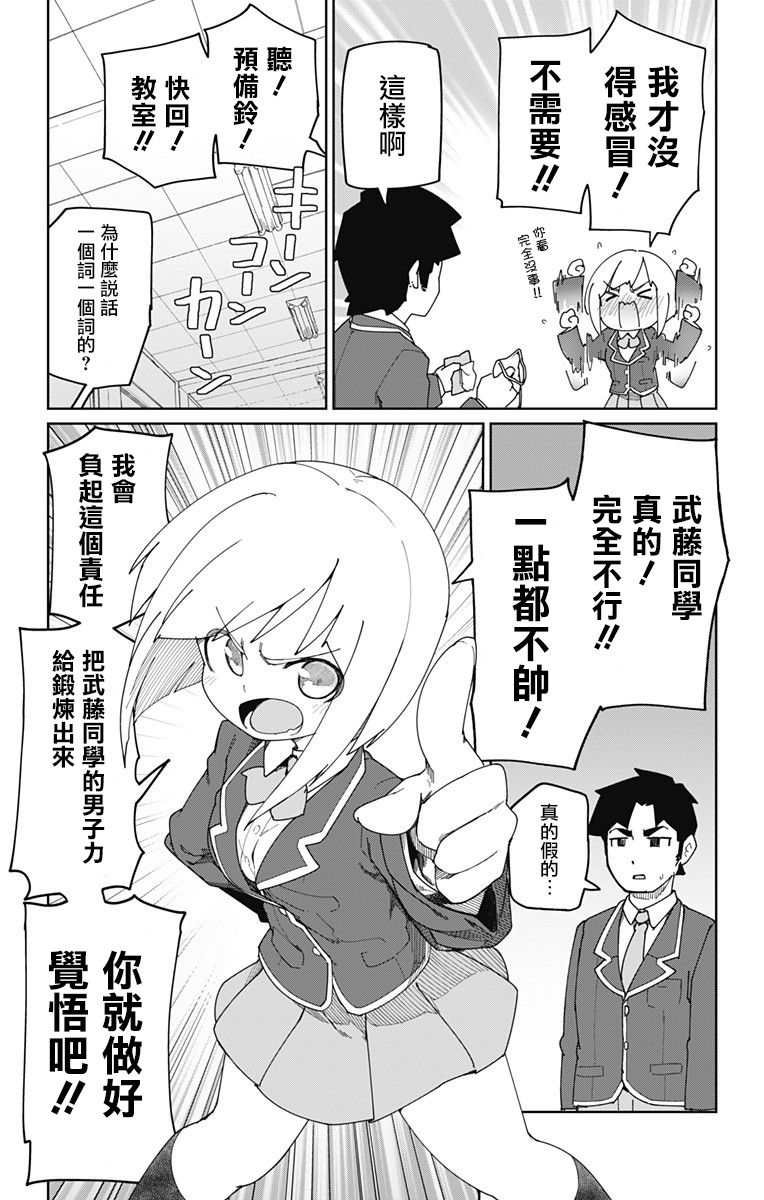 我才沒
得感冒！
不需要！！
你看
完全沒事！！
這樣啊
聽！
預備鈴！
快回！
教室！！
キーン
コーン
カーン
為什麼説話
一個詞一個詞的？
武藤同學
真的！
完全不行！！
一點都不帥！
真的假的…
我會
負起這個責任
把武藤同學的男子力
給鍛煉出來
你就做好
覺悟吧！！